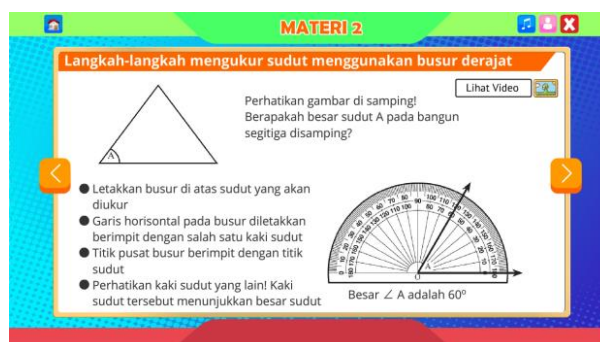 MATERI 2
Langkah-langkah mengukur sudut menggunakan busur derajat
Lihat Video
Perhatikan gambar di samping!
Berapakah besar sudut A pada bangun
segitiga disamping?
A
● Letakkan busur di atas sudut yang akan
diukur
● Garis horisontal pada busur diletakkan
berimpit dengan salah satu kaki sudut
● Titik pusat busur berimpit dengan titik
sudut
● Perhatikan kaki sudut yang lain! Kaki
sudut tersebut menunjukkan besar sudut
A
O
Besar ∠ A adalah 60⁰